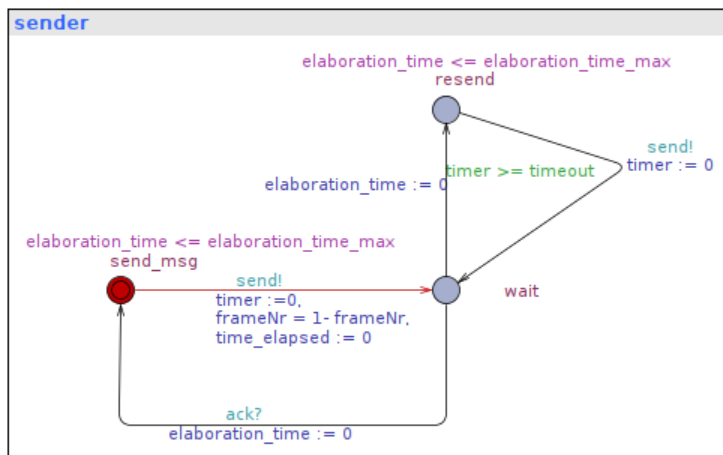 sender
elaboration_time <= elaboration_time_max
resend
send!
timer := 0
timer >= timeout
elaboration_time := 0
elaboration_time <= elaboration_time_max
send_msg
send!
timer :=0,
frameNr = 1- frameNr,
time_elapsed := 0
wait
ack?
elaboration_time := 0